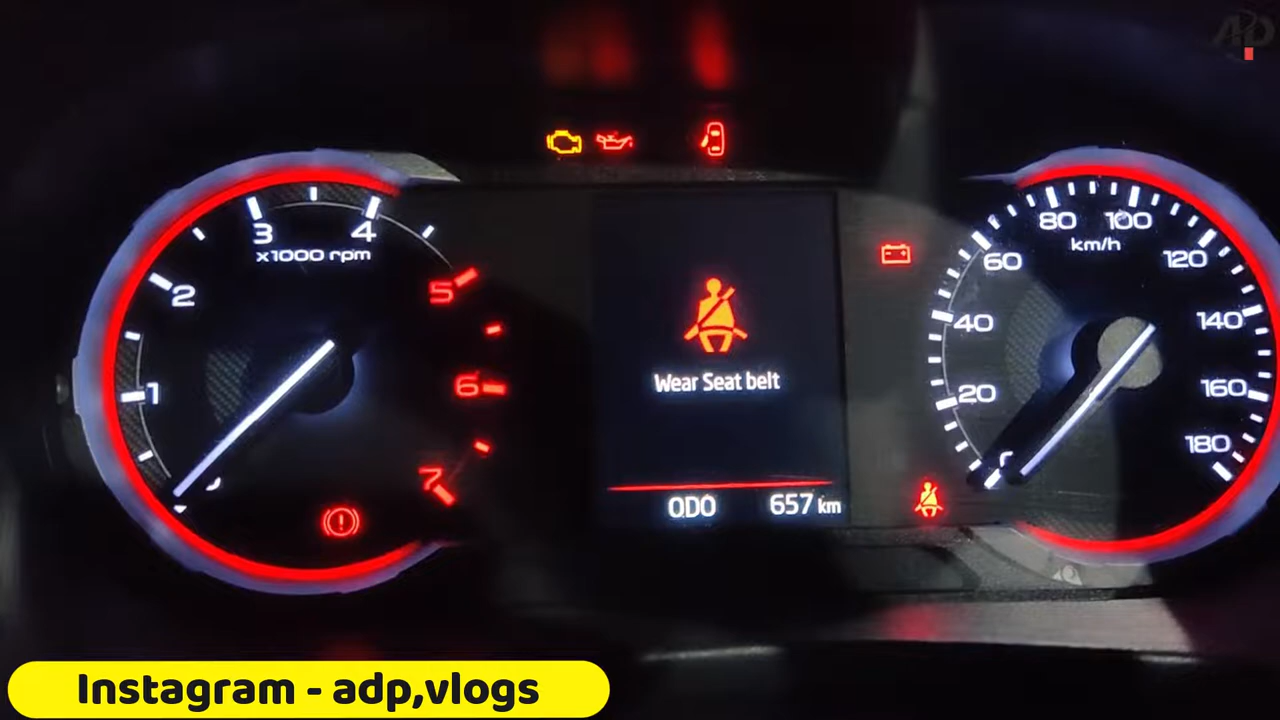 AP
3
4
x1000 rpm
2
5
1
6
7
Wear Seat belt
ODO 657 km
80
100
km/h
60
120
40
140
20
160
180
Instagram - adp,vlogs